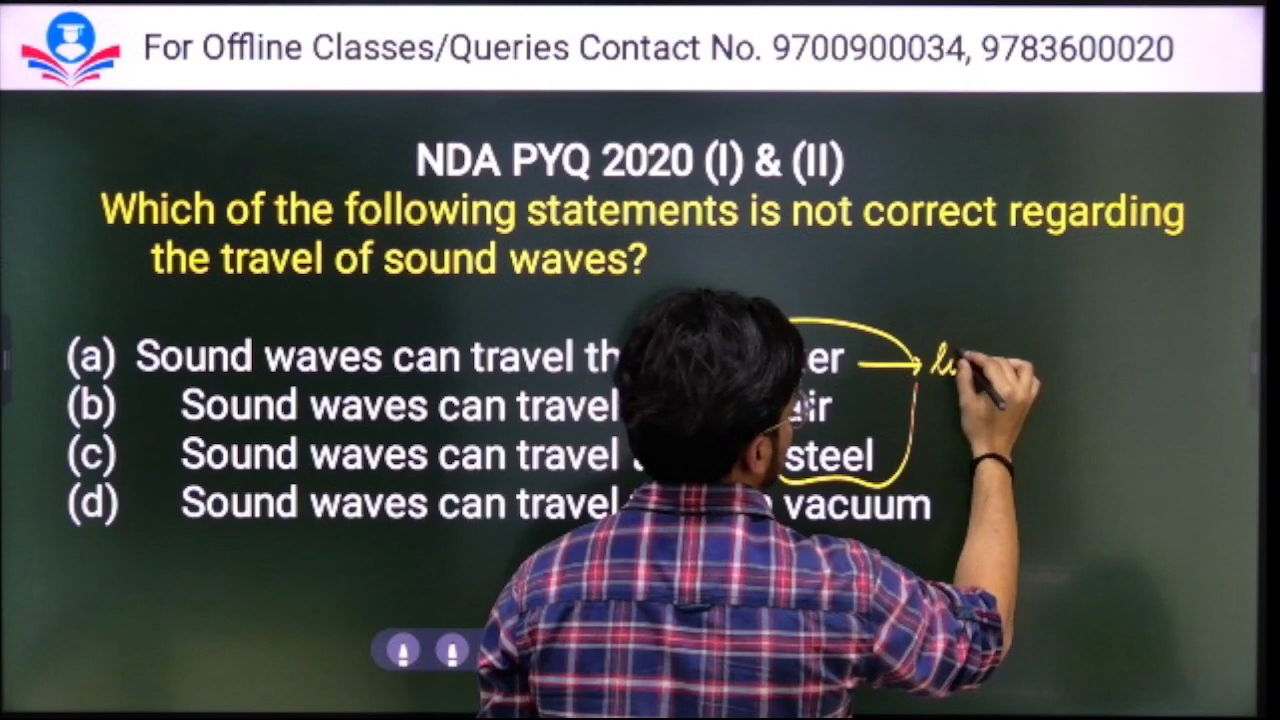 For Offline Classes/Queries Contact No. 9700900034, 9783600020
NDA PYQ 2020 (I) & (II)
Which of the following statements is not correct regarding
the travel of sound waves?
(a) Sound waves can travel
(b) Sound waves can travel
(c) Sound waves can travel steel
(d) Sound waves can travel vacuum